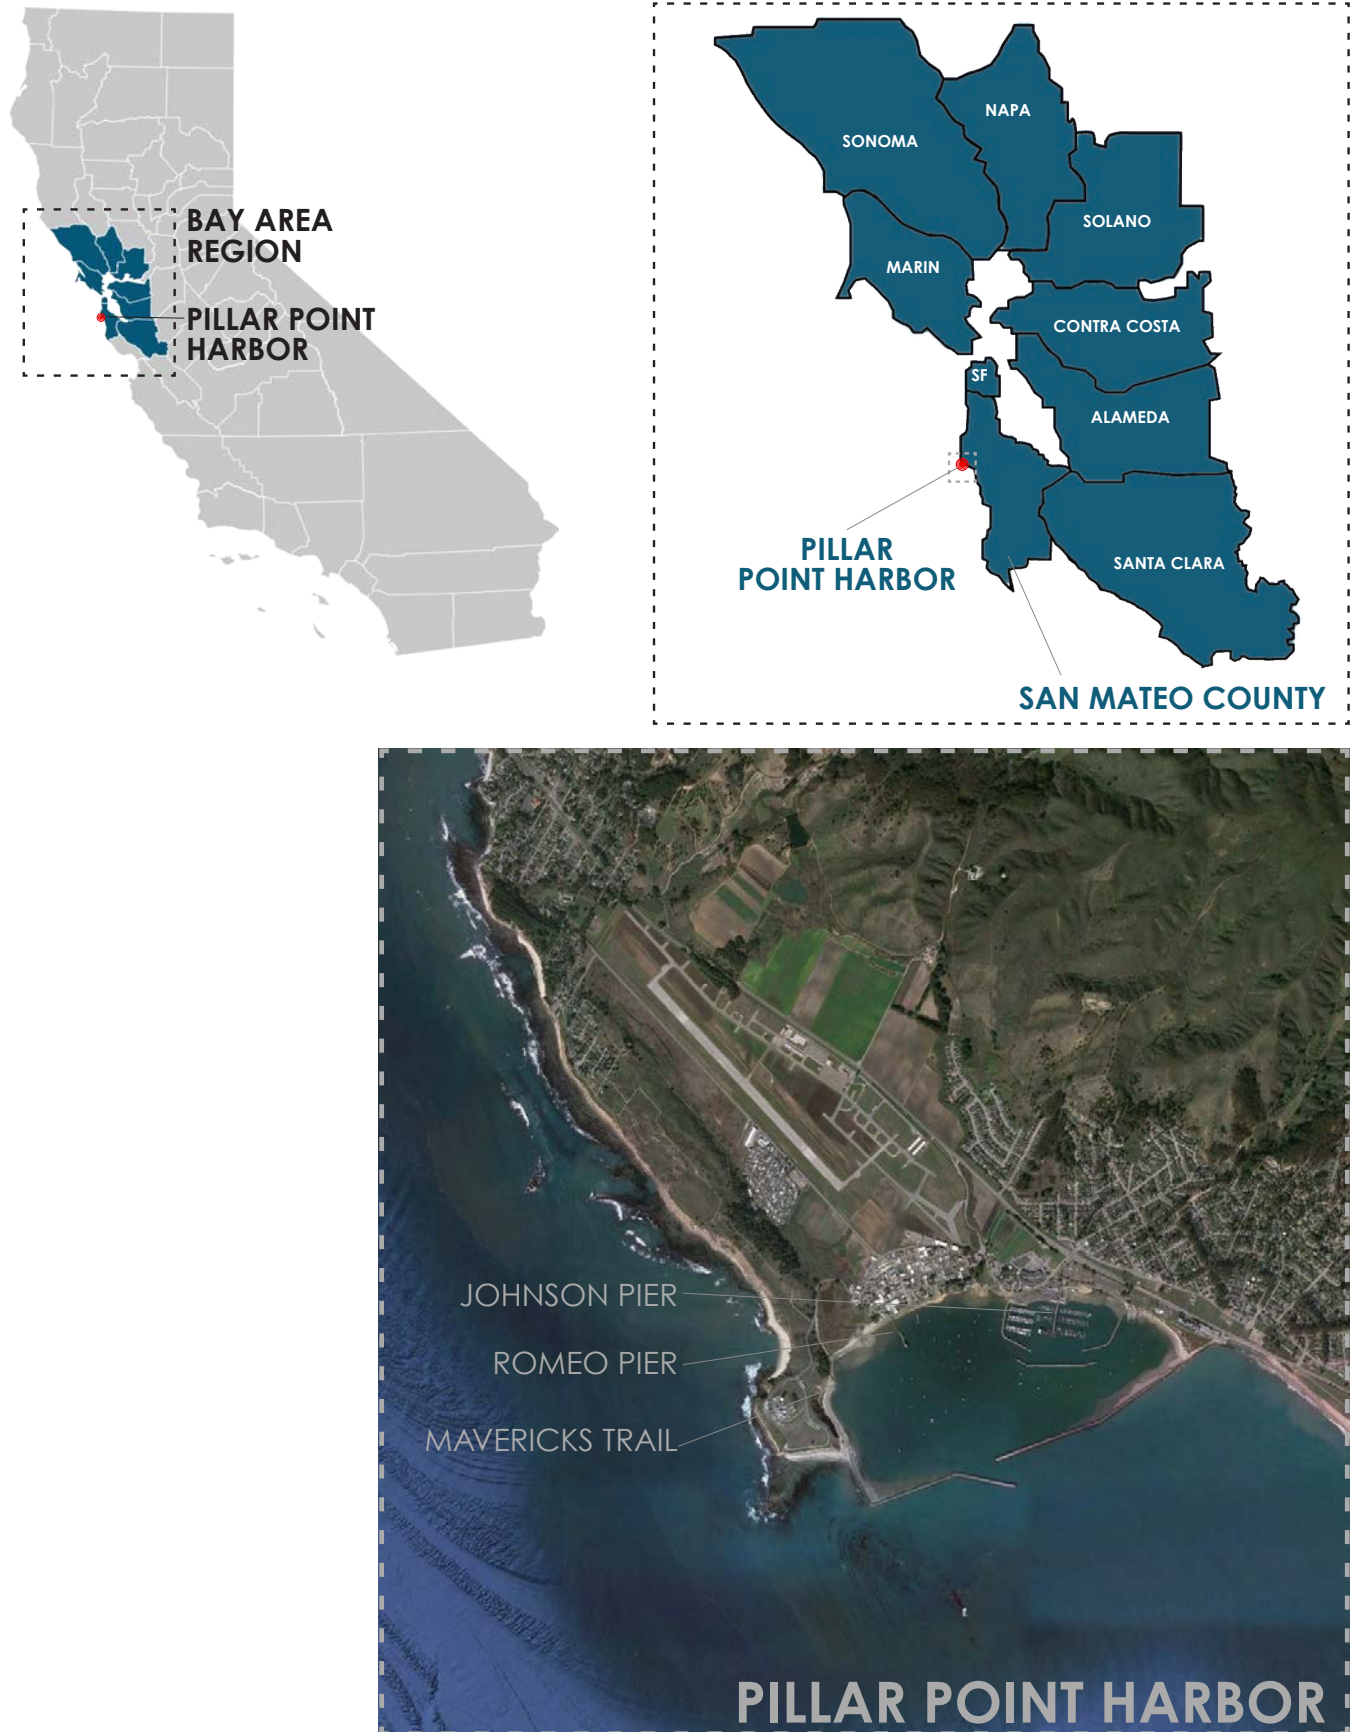 BAY AREA
REGION
PILLAR POINT
HARBOR
SONOMA
NAPA
SOLANO
MARIN
CONTRA COSTA
SF
ALAMEDA
PILLAR
POINT HARBOR
SANTA CLARA
SAN MATEO COUNTY
JOHNSON PIER
ROMEO PIER
MAVERICKS TRAIL
PILLAR POINT HARBOR